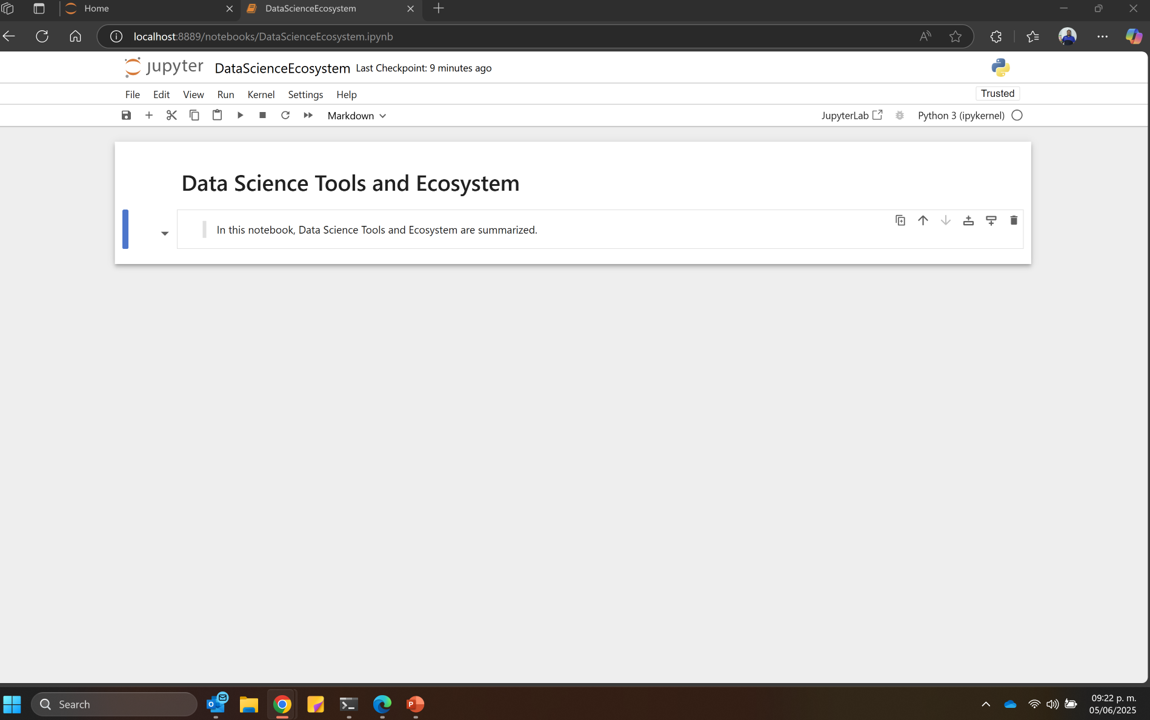 Home
DataScienceEcosystem
localhost:8889/notebooks/DataScienceEcosystem.ipynb
jupyter DataScienceEcosystem Last Checkpoint: 9 minutes ago
File Edit View Run Kernel Settings Help
Trusted
Markdown
JupyterLab
Python 3 (ipykernel)
Data Science Tools and Ecosystem
In this notebook, Data Science Tools and Ecosystem are summarized.
Search
09:22 p. m.
05/06/2025